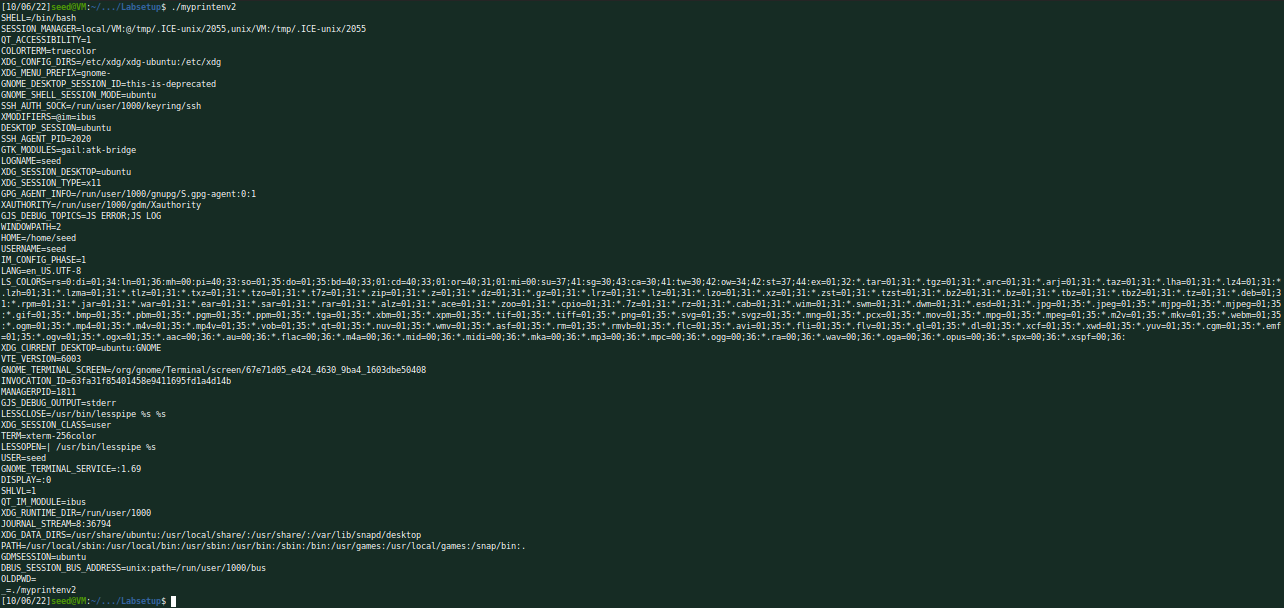 [10/06/22]seed@VM:~/.../Labsetup$ ./myprintenv2
SHELL=/bin/bash
SESSION_MANAGER=local/VM:@/tmp/.ICE-unix/2055,unix/VM:/tmp/.ICE-unix/2055
QT_ACCESSIBILITY=1
COLORTERM=truecolor
XDG_CONFIG_DIRS=/etc/xdg/xdg-ubuntu:/etc/xdg
XDG_MENU_PREFIX=gnome-
GNOME_DESKTOP_SESSION_ID=this-is-deprecated
GNOME_SHELL_SESSION_MODE=ubuntu
SSH_AUTH_SOCK=/run/user/1000/keyring/ssh
XMODIFIERS=@im=ibus
DESKTOP_SESSION=ubuntu
SSH_AGENT_PID=2020
GTK_MODULES=gail:atk-bridge
LOGNAME=seed
XDG_SESSION_DESKTOP=ubuntu
XDG_SESSION_TYPE=x11
GPG_AGENT_INFO=/run/user/1000/gnupg/S.gpg-agent:0:1
XAUTHORITY=/run/user/1000/gdm/Xauthority
GJS_DEBUG_TOPICS=JS ERROR;JS LOG
WINDOWPATH=2
HOME=/home/seed
USERNAME=seed
IM_CONFIG_PHASE=1
LANG=en_US.UTF-8
LS_COLORS=rs=0:di=01;34:ln=01;36:mh=00:pi=40;33:so=01;35:do=01;35:bd=40;33;01:cd=40;33;01:or=40;31;01:mi=00:su=37;41:sg=30;43:ca=30;41:tw=30;42:ow=34;42:st=37;44:ex=01;32:*.tar=01;31:*.tgz=01;31:*.arc=01;31:*.arj=01;31:*.taz=01;31:*.lha=01;31:*.lz4=01;31:*
.lzh=01;31:*.lzma=01;31:*.tlz=01;31:*.txz=01;31:*.tzo=01;31:*.t7z=01;31:*.zip=01;31:*.z=01;31:*.dz=01;31:*.gz=01;31:*.lrz=01;31:*.lz=01;31:*.lzo=01;31:*.xz=01;31:*.zst=01;31:*.tzst=01;31:*.bz2=01;31:*.bz=01;31:*.tbz=01;31:*.tbz2=01;31:*.tz=01;31:*.deb=01;3
1:*.rpm=01;31:*.jar=01;31:*.war=01;31:*.ear=01;31:*.sar=01;31:*.rar=01;31:*.alz=01;31:*.ace=01;31:*.zoo=01;31:*.cpio=01;31:*.7z=01;31:*.rz=01;31:*.cab=01;31:*.wim=01;31:*.swm=01;31:*.dwm=01;31:*.esd=01;31:*.jpg=01;35:*.jpeg=01;35:*.mjpg=01;35:*.mjpeg=01;35
:*.gif=01;35:*.bmp=01;35:*.pbm=01;35:*.pgm=01;35:*.ppm=01;35:*.tga=01;35:*.xbm=01;35:*.xpm=01;35:*.tif=01;35:*.tiff=01;35:*.png=01;35:*.svg=01;35:*.svgz=01;35:*.mng=01;35:*.pcx=01;35:*.mov=01;35:*.mpg=01;35:*.mpeg=01;35:*.m2v=01;35:*.mkv=01;35:*.webm=01;35
:*.ogm=01;35:*.mp4=01;35:*.m4v=01;35:*.mp4v=01;35:*.vob=01;35:*.qt=01;35:*.nuv=01;35:*.wmv=01;35:*.asf=01;35:*.rm=01;35:*.rmvb=01;35:*.flc=01;35:*.avi=01;35:*.fli=01;35:*.flv=01;35:*.gl=01;35:*.dl=01;35:*.xcf=01;35:*.xwd=01;35:*.yuv=01;35:*.cgm=01;35:*.emf
=01;35:*.ogv=01;35:*.ogx=01;35:*.aac=00;36:*.au=00;36:*.flac=00;36:*.m4a=00;36:*.mid=00;36:*.midi=00;36:*.mka=00;36:*.mp3=00;36:*.mpc=00;36:*.ogg=00;36:*.ra=00;36:*.wav=00;36:*.oga=00;36:*.opus=00;36:*.spx=00;36:*.xspf=00;36:
XDG_CURRENT_DESKTOP=ubuntu:GNOME
VTE_VERSION=6003
GNOME_TERMINAL_SCREEN=/org/gnome/Terminal/screen/67e71d05_e424_4630_9ba4_1603dbe50408
INVOCATION_ID=63fa31f85401458e9411695fd1a4d14b
MANAGERPID=1811
GJS_DEBUG_OUTPUT=stderr
LESSCLOSE=/usr/bin/lesspipe %s %s
XDG_SESSION_CLASS=user
TERM=xterm-256color
LESSOPEN=| /usr/bin/lesspipe %s
USER=seed
GNOME_TERMINAL_SERVICE=:1.69
DISPLAY=:0
SHLVL=1
QT_IM_MODULE=ibus
XDG_RUNTIME_DIR=/run/user/1000
JOURNAL_STREAM=8:36794
XDG_DATA_DIRS=/usr/share/ubuntu:/usr/local/share/:/usr/share/:/var/lib/snapd/desktop
PATH=/usr/local/sbin:/usr/local/bin:/usr/sbin:/usr/bin:/sbin:/bin:/usr/games:/usr/local/games:/snap/bin:.
GDMSESSION=ubuntu
DBUS_SESSION_BUS_ADDRESS=unix:path=/run/user/1000/bus
OLDPWD=
_=./myprintenv2
[10/06/22]seed@VM:~/.../Labsetup$